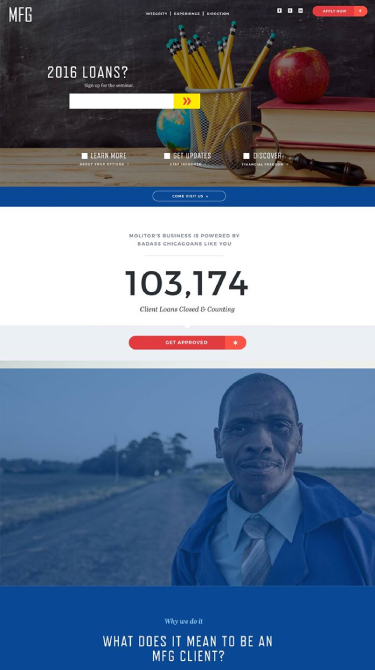 MFG
INTEGRITY | EXPERIENCE | DIRECTION
APPLY NOW
2016 LOANS?
Sign up for the seminar.
LEARN MORE
ABOUT YOUR OPTIONS
GET UPDATES
STAY INFORMED
DISCOVER
FINANCIAL FREEDOM
COME VISIT US
MOLITOR'S BUSINESS IS POWERED BY
BADASS CHICAGOANS LIKE YOU
103,174
Client Loans Closed & Counting
GET APPROVED
Why we do it
WHAT DOES IT MEAN TO BE AN
MFG CLIENT?